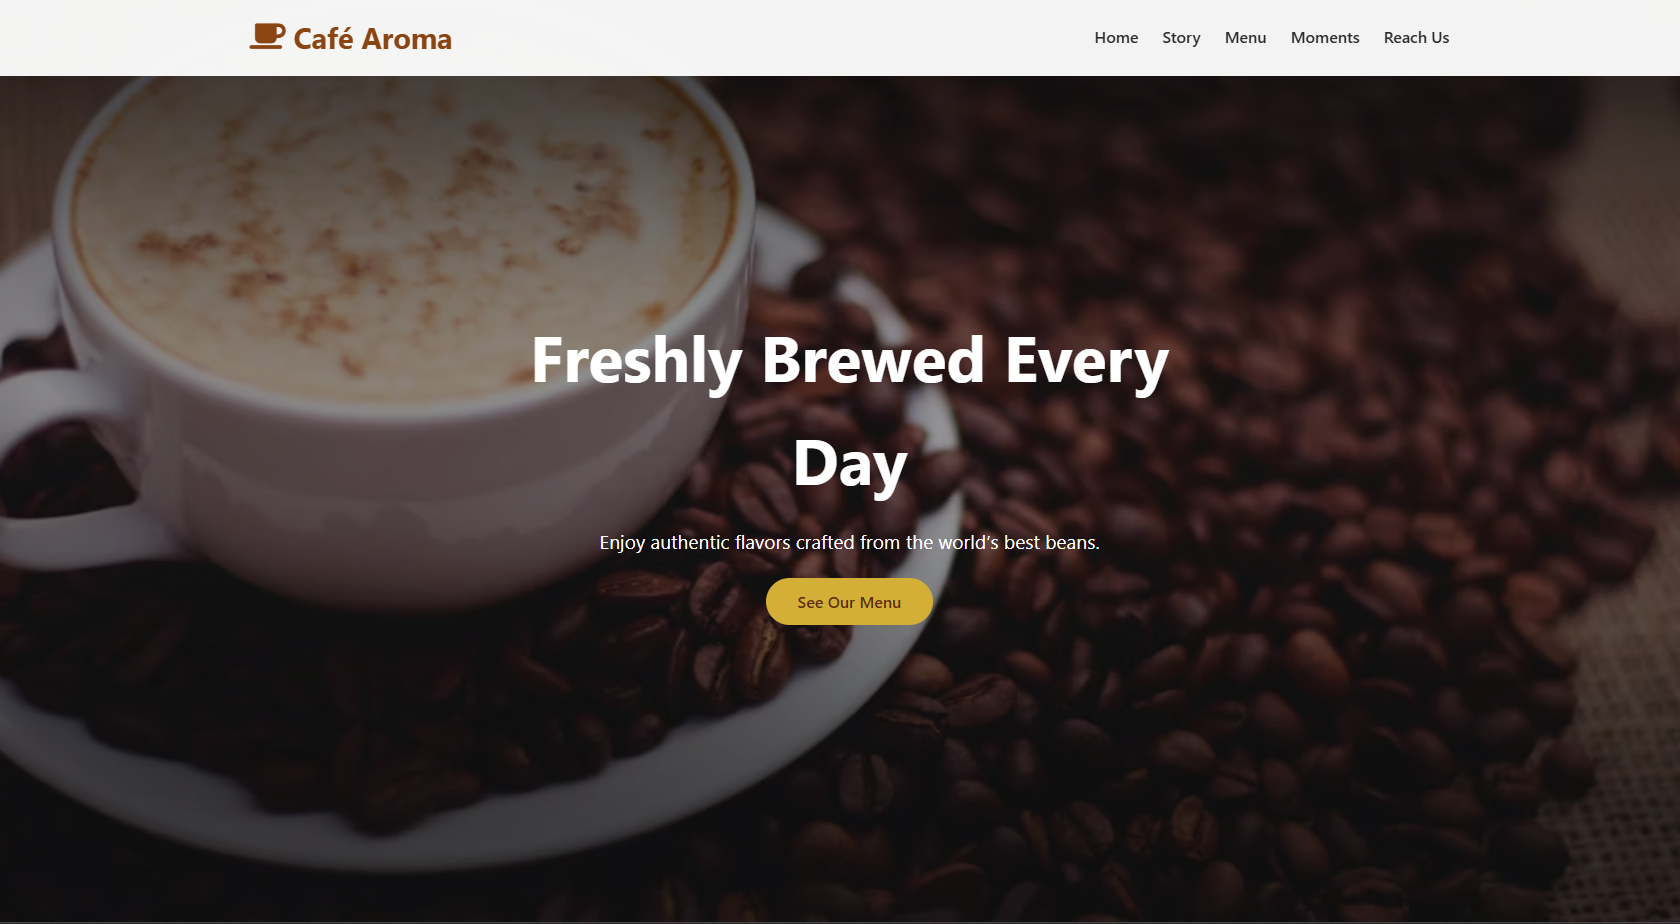 Café Aroma
Home Story Menu Moments Reach Us
Freshly Brewed Every
Day
Enjoy authentic flavors crafted from the world’s best beans.
See Our Menu